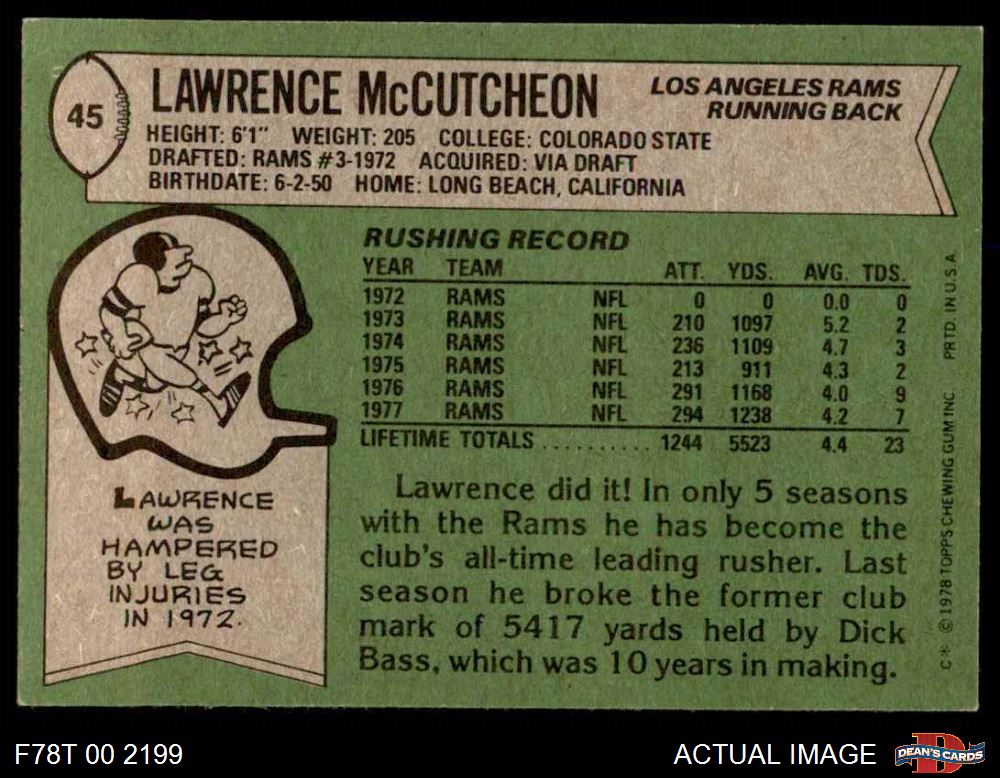 45
LAWRENCE McCUTCHEON
LOS ANGELES RAMS
RUNNING BACK
HEIGHT: 6'1" WEIGHT: 205 COLLEGE: COLORADO STATE
DRAFTED: RAMS #3-1972 ACQUIRED: VIA DRAFT
BIRTHDATE: 6-2-50 HOME: LONG BEACH, CALIFORNIA
RUSHING RECORD
YEAR TEAM ATT. YDS. AVG. TDS.
1972 RAMS NFL 0 0 0.0 0
1973 RAMS NFL 210 1097 5.2 2
1974 RAMS NFL 236 1109 4.7 3
1975 RAMS NFL 213 911 4.3 2
1976 RAMS NFL 291 1168 4.0 9
1977 RAMS NFL 294 1238 4.2 7
LIFETIME TOTALS .......... 1244 5523 4.4 23
LAWRENCE
WAS
HAMPERED
BY LEG
INJURIES
IN 1972.
Lawrence did it! In only 5 seasons
with the Rams he has become the
club's all-time leading rusher. Last
season he broke the former club
mark of 5417 yards held by Dick
Bass, which was 10 years in making.
C** © 1978 TOPPS CHEWING GUM INC. PRTD. IN U.S.A.
F78T 00 2199
ACTUAL IMAGE
DEAN'S CARDS